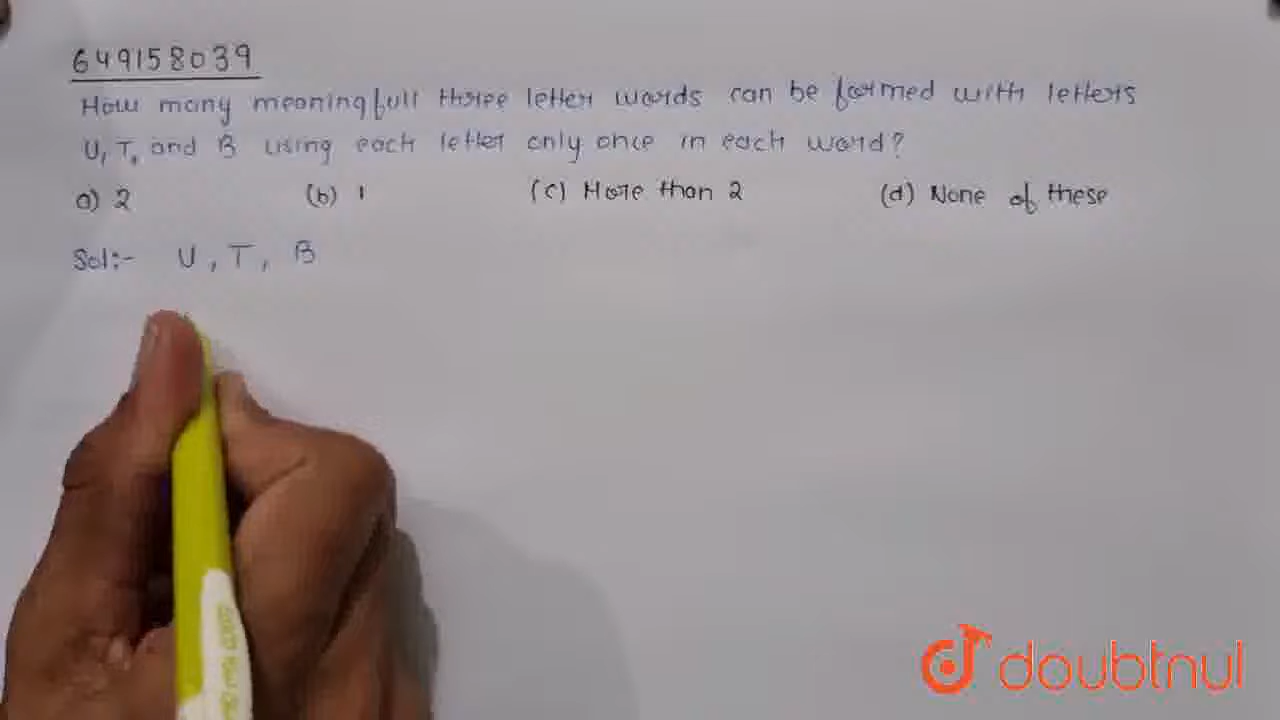 649158039
How many meaningfull three letter words can be formed with letters
U, T, and B using each letter only once in each word?
a) 2 (b) 1 (c) More than 2 (d) None of these
Sol:- U, T, B
doubtnut